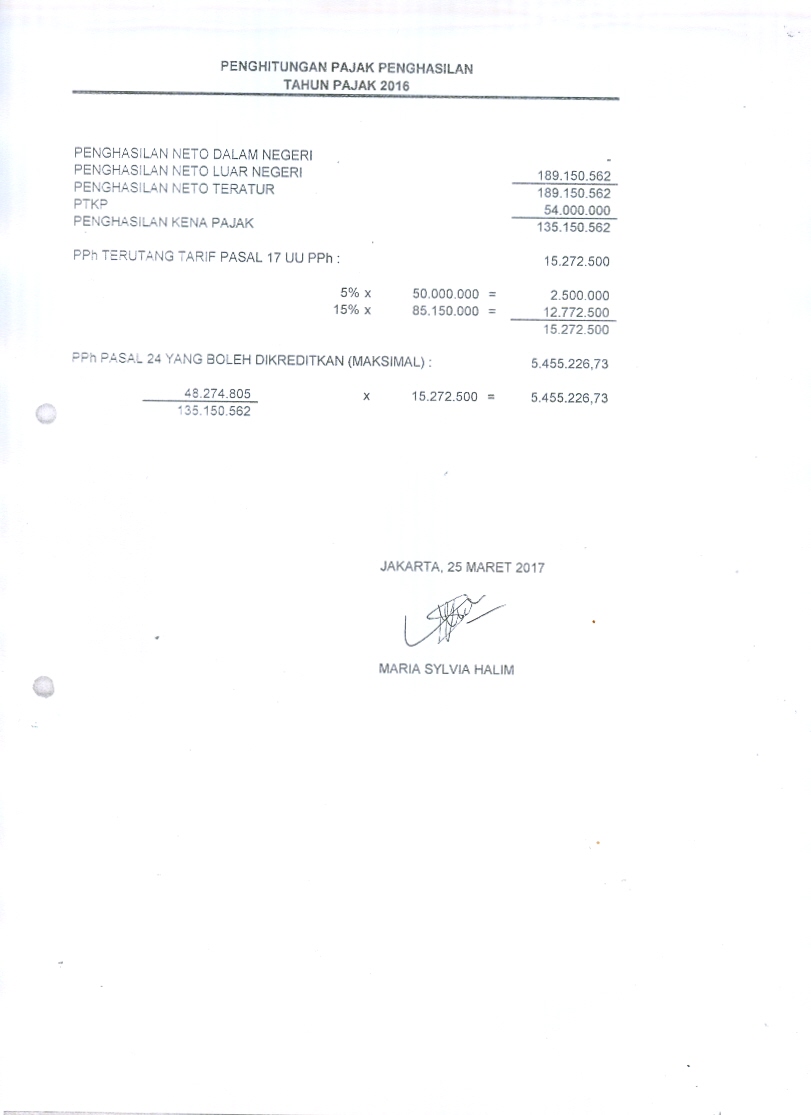 PENGHITUNGAN PAJAK PENGHASILAN
TAHUN PAJAK 2016
PENGHASILAN NETO DALAM NEGERI -
PENGHASILAN NETO LUAR NEGERI 189.150.562
PENGHASILAN NETO TERATUR 189.150.562
PTKP 54.000.000
PENGHASILAN KENA PAJAK 135.150.562
PPh TERUTANG TARIF PASAL 17 UU PPh : 15.272.500
5% x 50.000.000 = 2.500.000
15% x 85.150.000 = 12.772.500
15.272.500
PPh PASAL 24 YANG BOLEH DIKREDITKAN (MAKSIMAL) : 5.455.226,73
48.274.805 x 15.272.500 = 5.455.226,73
135.150.562
JAKARTA, 25 MARET 2017
MARIA SYLVIA HALIM